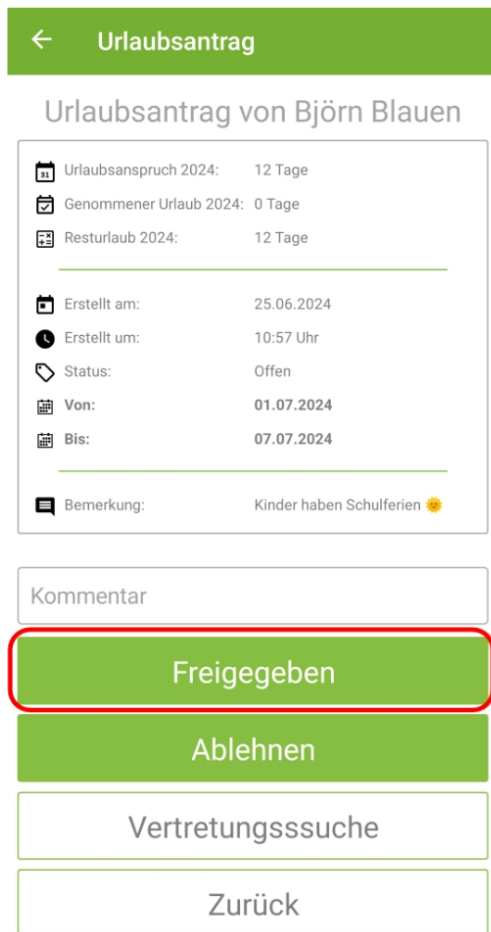 Urlaubsantrag
Urlaubsantrag von Björn Blauen
31 Urlaubsanspruch 2024: 12 Tage
Genommener Urlaub 2024: 0 Tage
Resturlaub 2024: 12 Tage
Erstellt am: 25.06.2024
Erstellt um: 10:57 Uhr
Status: Offen
Von: 01.07.2024
Bis: 07.07.2024
Bemerkung: Kinder haben Schulferien 🌞
Kommentar
Freigegeben
Ablehnen
Vertretungsssuche
Zurück